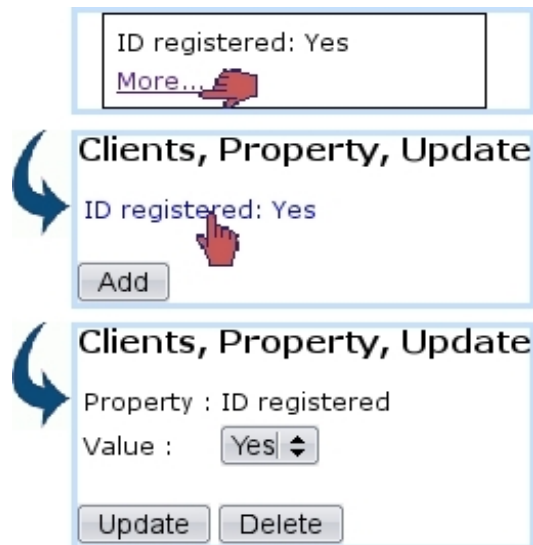 ID registered: Yes
More...
Clients, Property, Update
ID registered: Yes
Add
Clients, Property, Update
Property : ID registered
Value : Yes
Update Delete